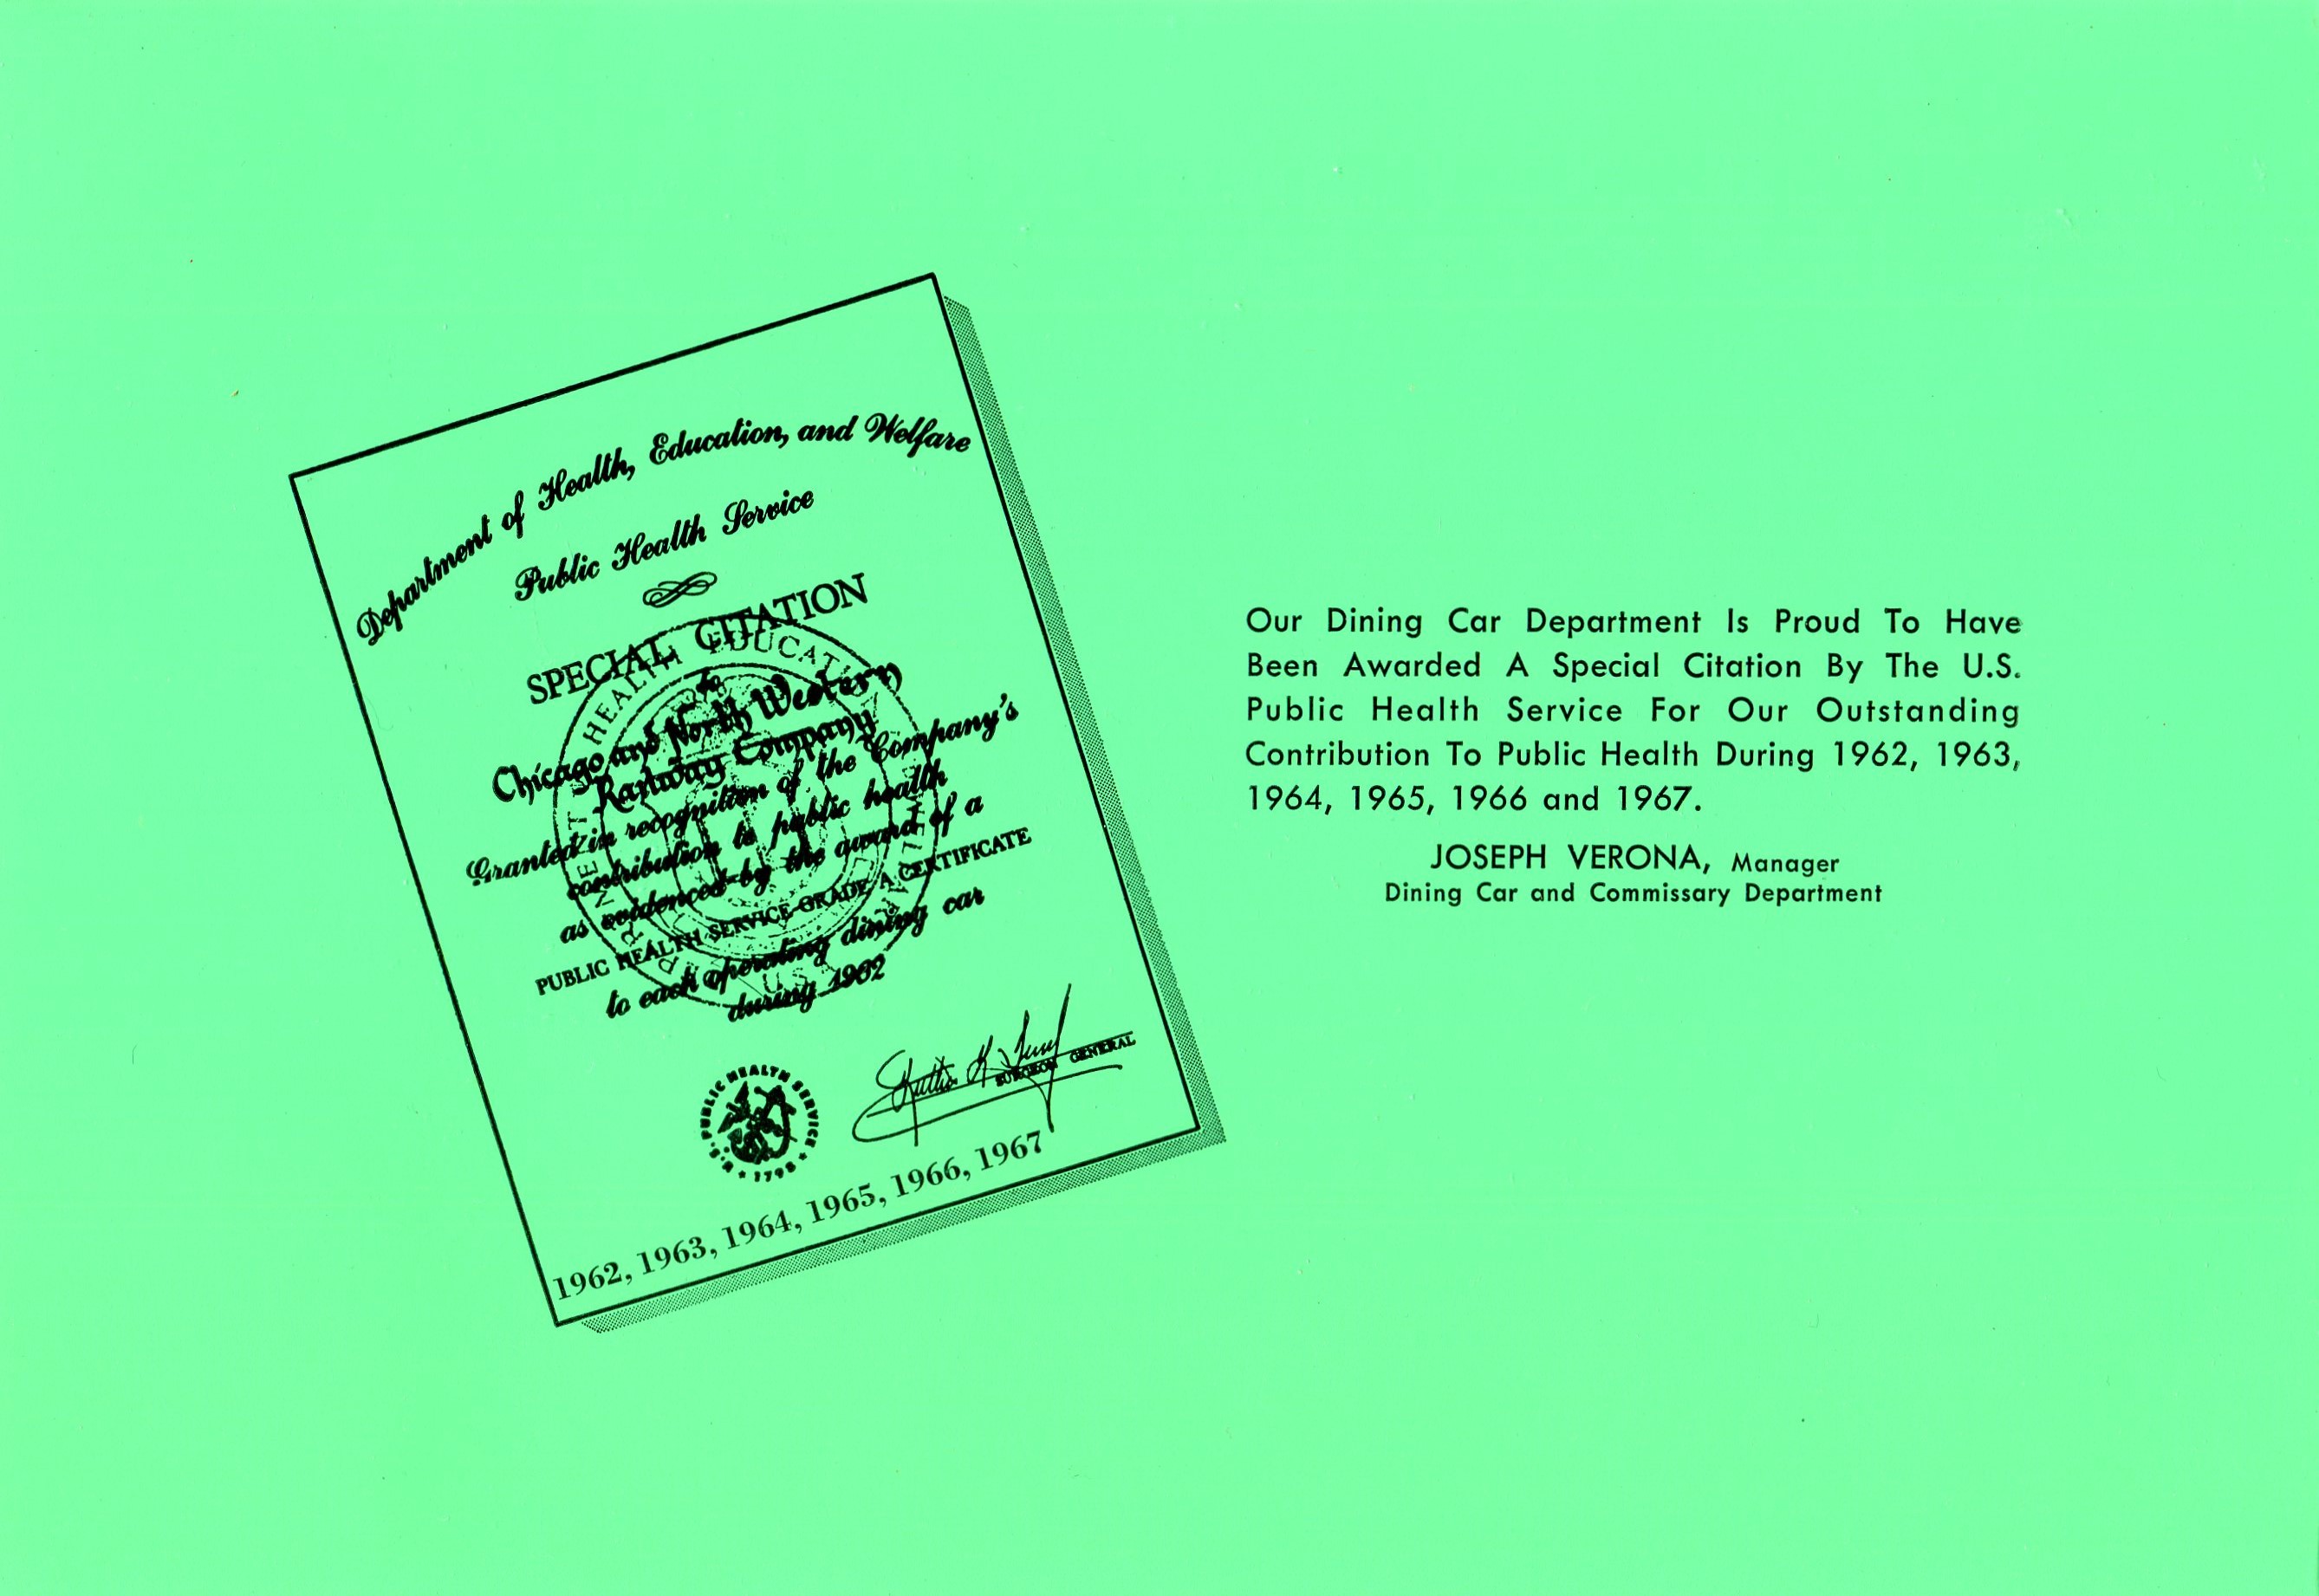 Department of Health, Education, and Welfare
Public Health Service
SPECIAL CITATION
to
Chicago and North Western
Railway Company
Granted in recognition of the Company's
contribution to public health
as evidenced by the award of a
PUBLIC HEALTH SERVICE GRADE A CERTIFICATE
to each operating dining car
during 1962
SURGEON GENERAL
U.S. PUBLIC HEALTH SERVICE
1798
1962, 1963, 1964, 1965, 1966, 1967
Our Dining Car Department Is Proud To Have
Been Awarded A Special Citation By The U.S.
Public Health Service For Our Outstanding
Contribution To Public Health During 1962, 1963,
1964, 1965, 1966 and 1967.
JOSEPH VERONA, Manager
Dining Car and Commissary Department